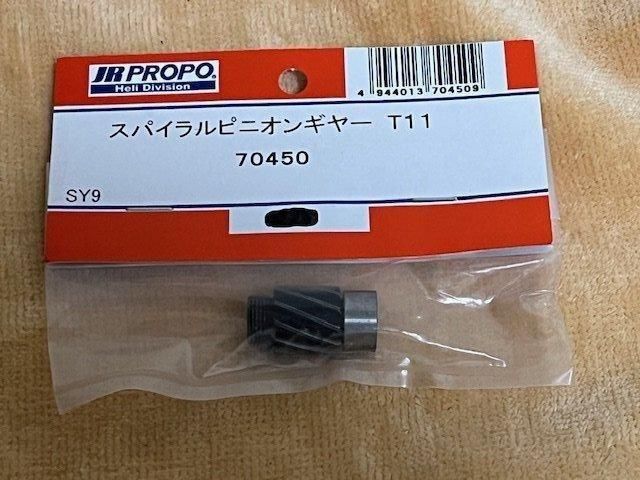 JR PROPO®
Heli Division
4 944013 704509
スパイラルピニオンギヤー T11
70450
SY9